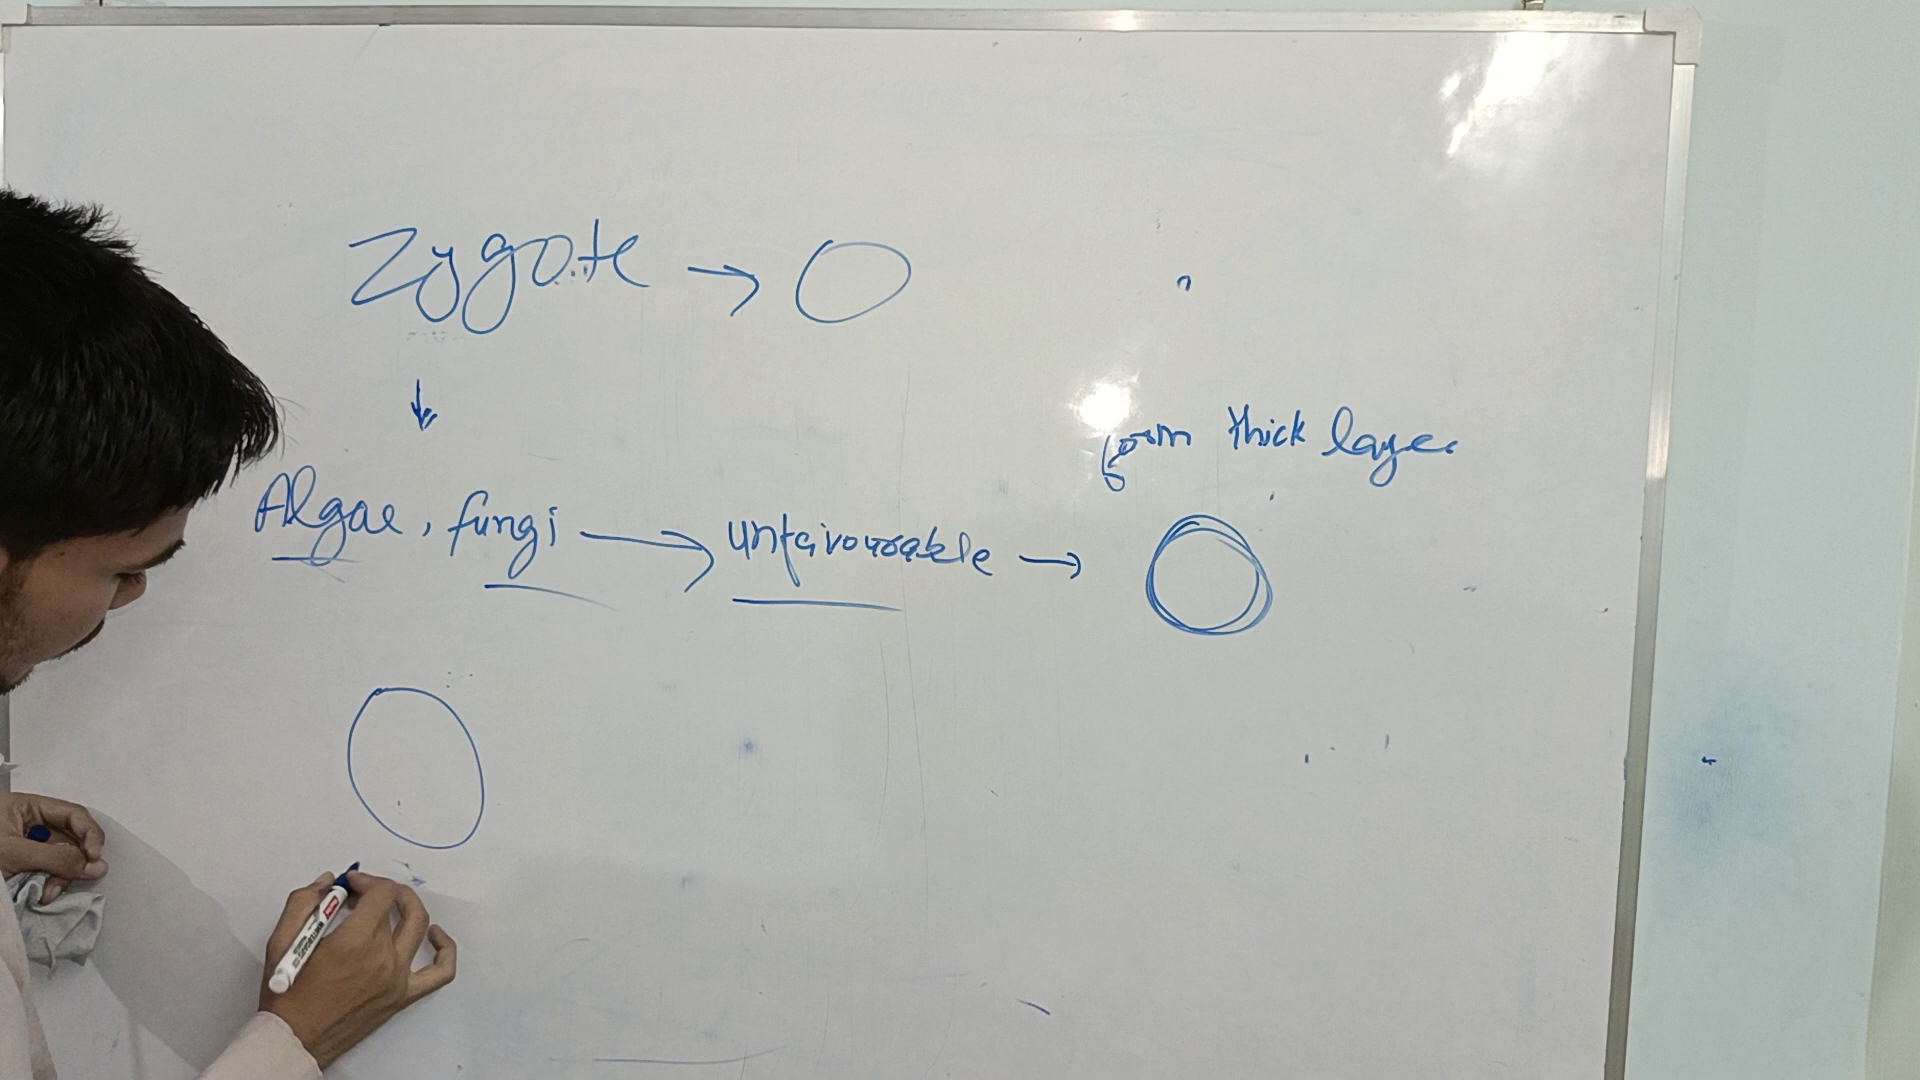 Zygote →
↓
form thick layer
Algae, fungi → unfavourable →